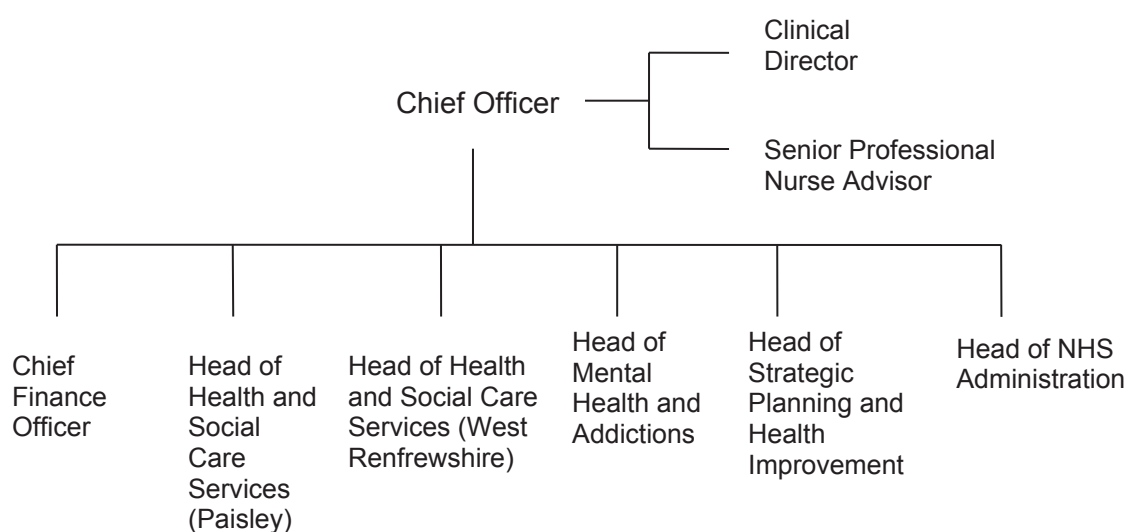 Clinical
Director
Chief Officer
Senior Professional
Nurse Advisor
Chief
Finance
Officer
Head of
Health and
Social
Care
Services
(Paisley)
Head of Health
and Social Care
Services (West
Renfrewshire)
Head of
Mental
Health and
Addictions
Head of
Strategic
Planning and
Health
Improvement
Head of NHS
Administration